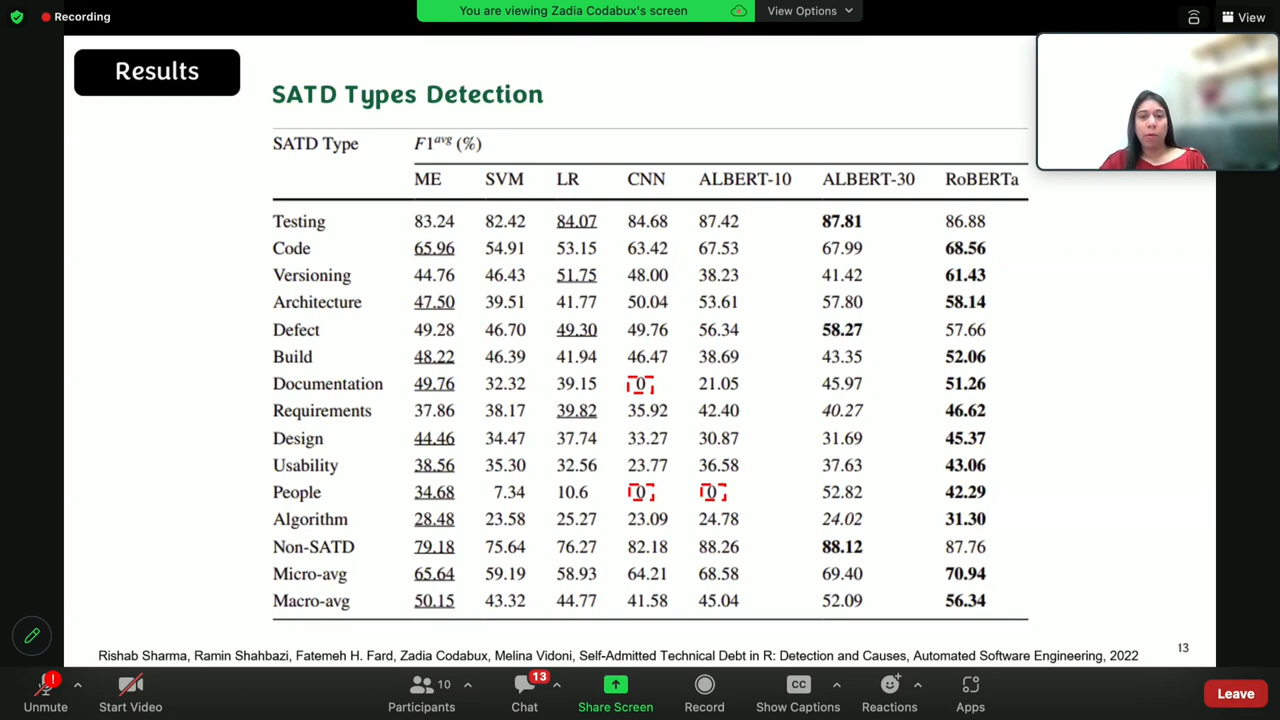 Recording
You are viewing Zadia Codabux's screen
View Options
View
Results
SATD Types Detection
SATD Type F1avg (%)
ME SVM LR CNN ALBERT-10 ALBERT-30 RoBERTa
Testing 83.24 82.42 84.07 84.68 87.42 87.81 86.88
Code 65.96 54.91 53.15 63.42 67.53 67.99 68.56
Versioning 44.76 46.43 51.75 48.00 38.23 41.42 61.43
Architecture 47.50 39.51 41.77 50.04 53.61 57.80 58.14
Defect 49.28 46.70 49.30 49.76 56.34 58.27 57.66
Build 48.22 46.39 41.94 46.47 38.69 43.35 52.06
Documentation 49.76 32.32 39.15 0 21.05 45.97 51.26
Requirements 37.86 38.17 39.82 35.92 42.40 40.27 46.62
Design 44.46 34.47 37.74 33.27 30.87 31.69 45.37
Usability 38.56 35.30 32.56 23.77 36.58 37.63 43.06
People 34.68 7.34 10.6 0 0 52.82 42.29
Algorithm 28.48 23.58 25.27 23.09 24.78 24.02 31.30
Non-SATD 79.18 75.64 76.27 82.18 88.26 88.12 87.76
Micro-avg 65.64 59.19 58.93 64.21 68.58 69.40 70.94
Macro-avg 50.15 43.32 44.77 41.58 45.04 52.09 56.34
Rishab Sharma, Ramin Shahbazi, Fatemeh H. Fard, Zadia Codabux, Melina Vidoni, Self-Admitted Technical Debt in R: Detection and Causes, Automated Software Engineering, 2022
13
Unmute
Start Video
10
Participants
13
Chat
Share Screen
Record
CC
Show Captions
Reactions
Apps
Leave